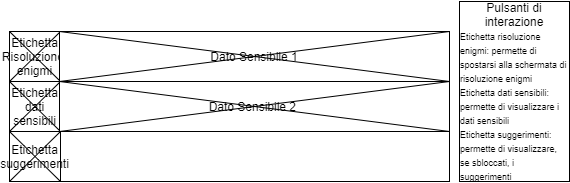 Etichetta
Risoluzione
enigmi
Dato Sensibile 1
Etichetta
dati
sensibili
Dato Sensibile 2
Etichetta
suggerimenti
Pulsanti di
interazione
Etichetta risoluzione
enigmi: permette di
spostarsi alla schermata di
risoluzione enigmi
Etichetta dati sensibili:
permette di visualizzare i
dati sensibili
Etichetta suggerimenti:
permette di visualizzare,
se sbloccati, i
suggerimenti